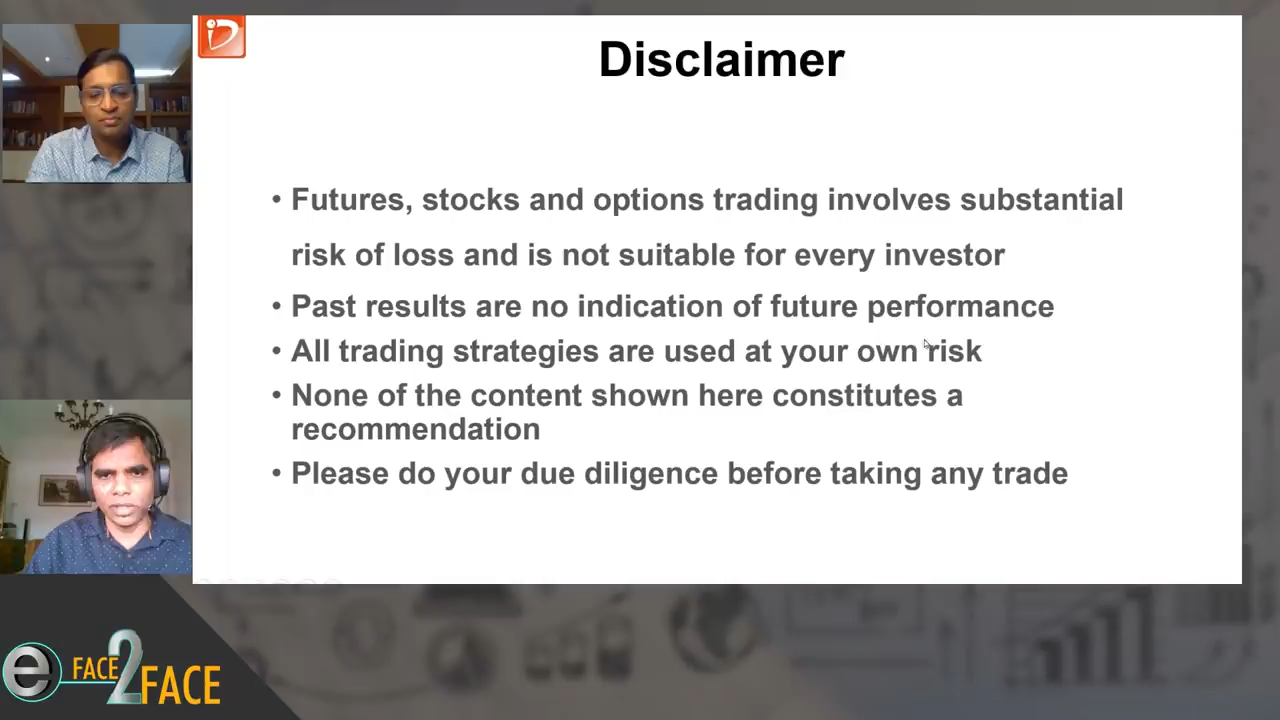 Disclaimer
• Futures, stocks and options trading involves substantial
risk of loss and is not suitable for every investor
• Past results are no indication of future performance
• All trading strategies are used at your own risk
• None of the content shown here constitutes a
recommendation
• Please do your due diligence before taking any trade
e FACE 2 FACE